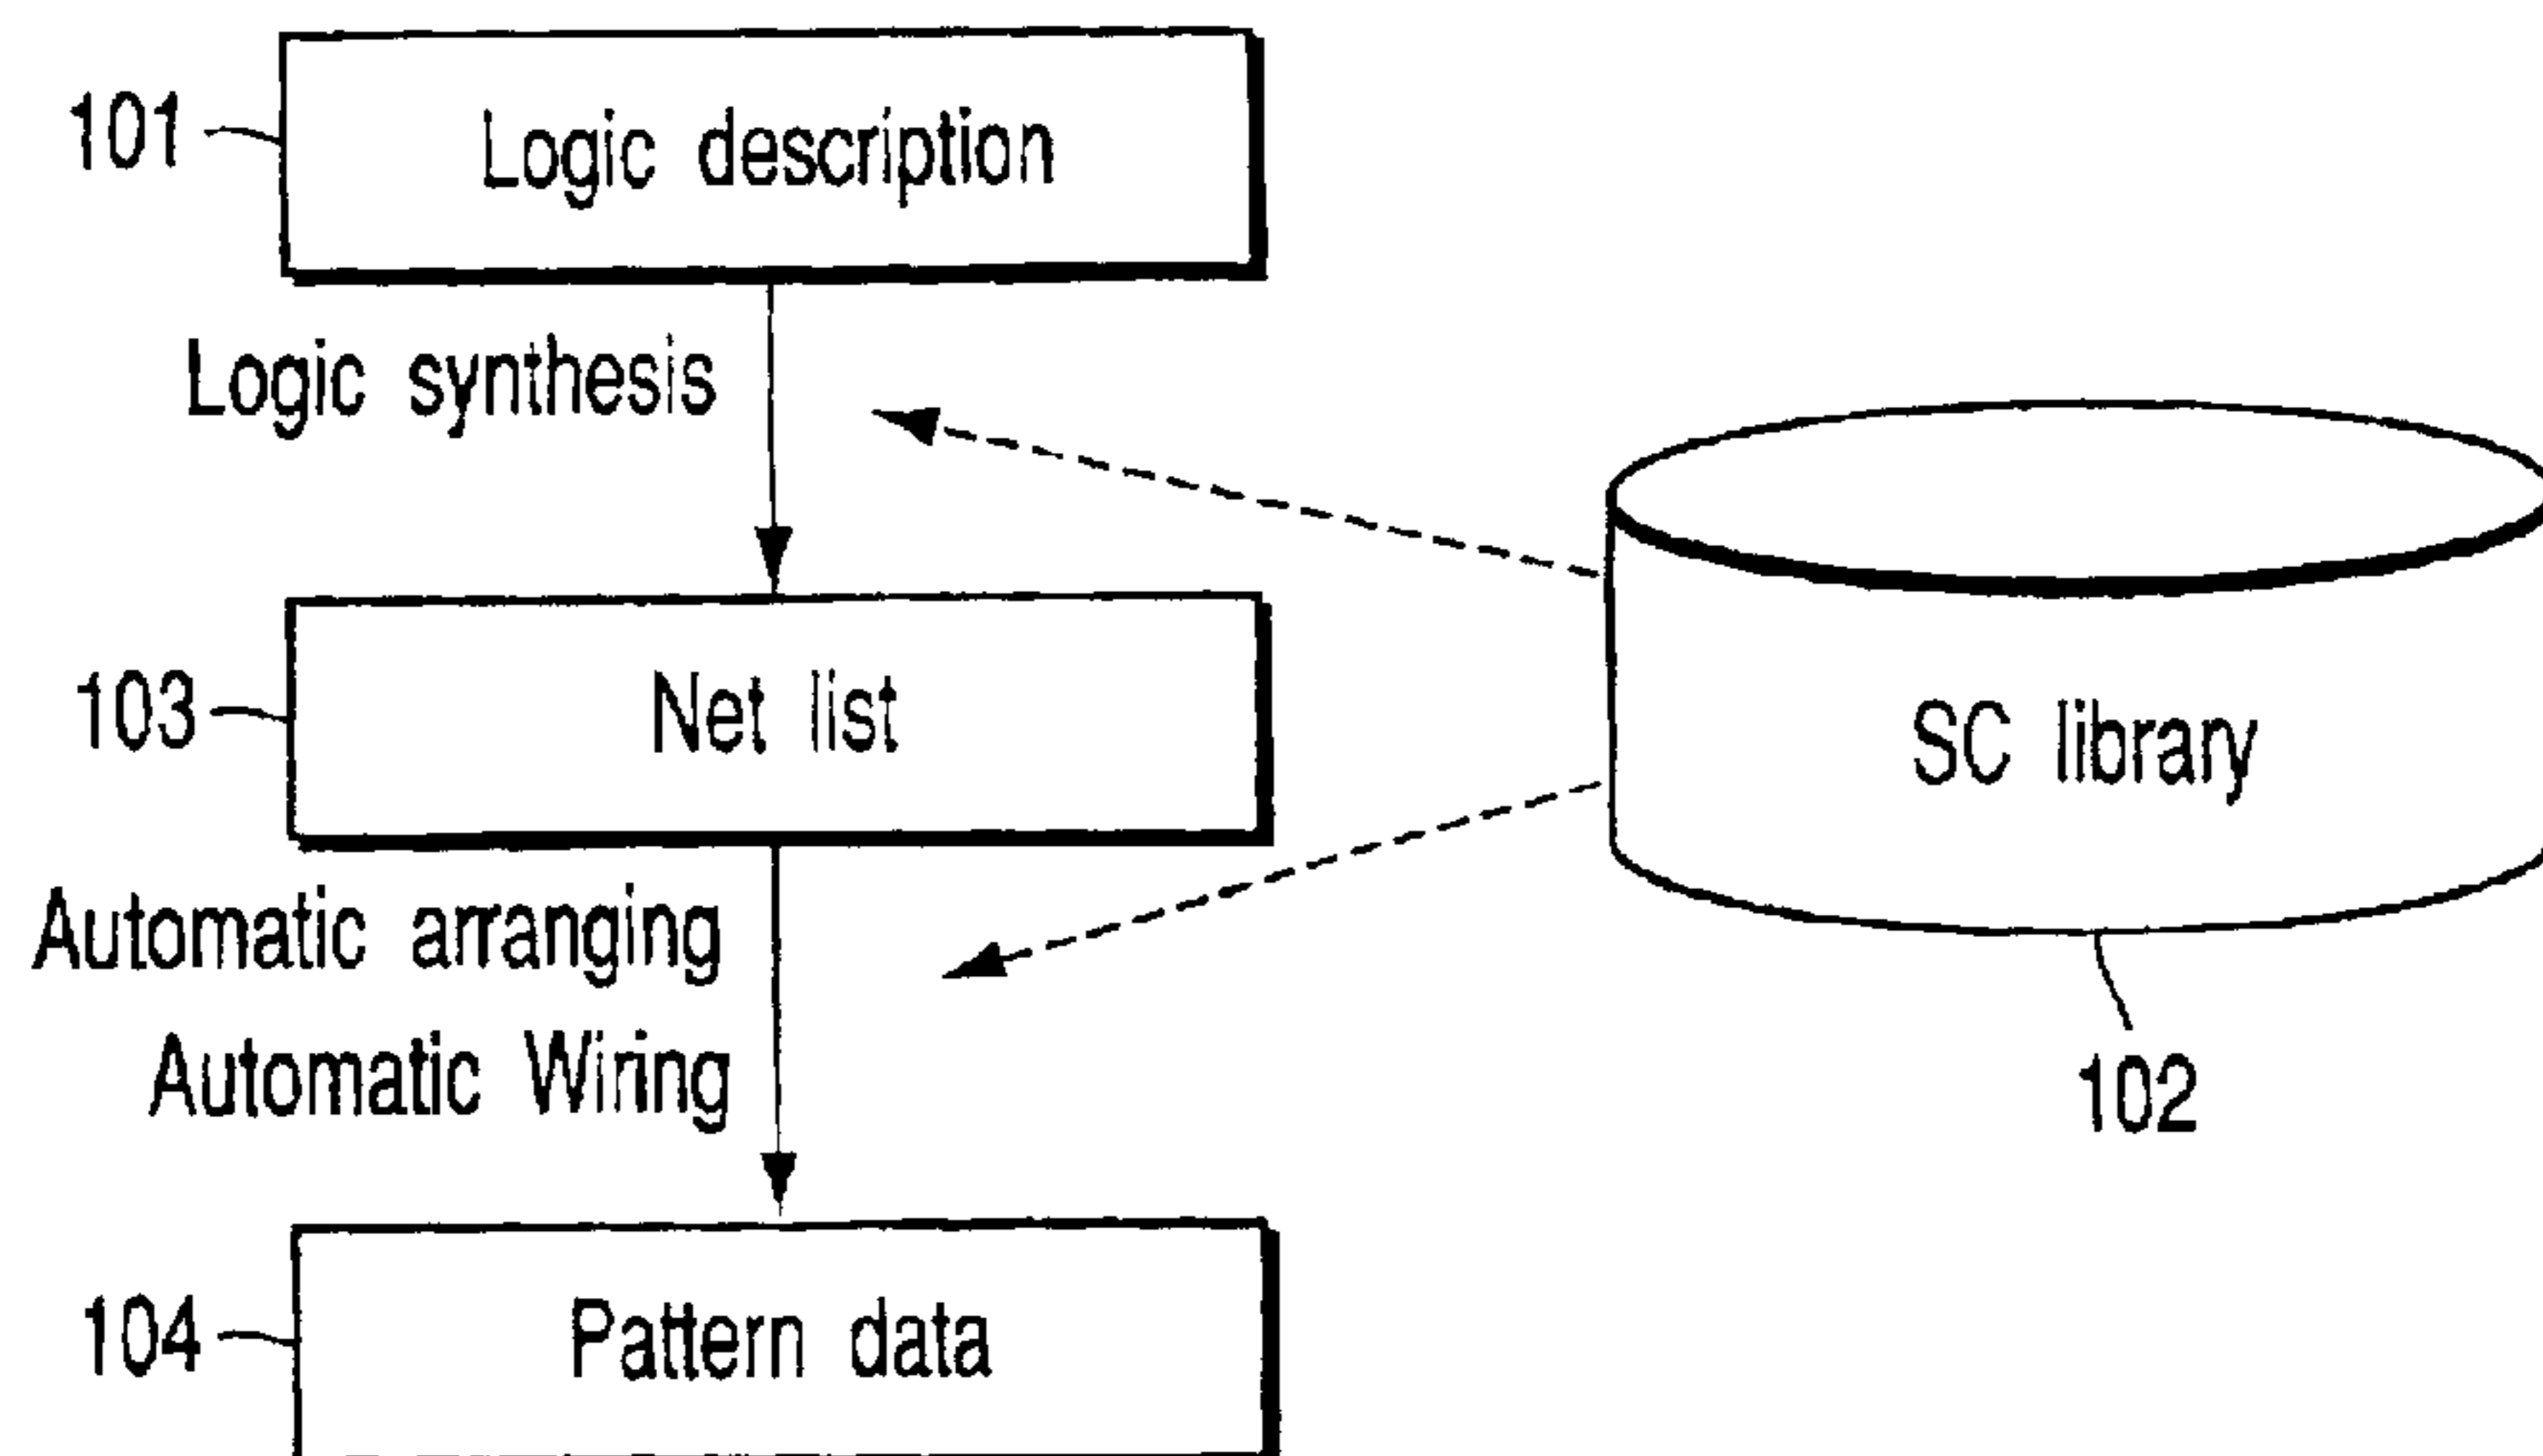 101
Logic description
Logic synthesis
103
Net list
SC library
Automatic arranging
Automatic Wiring
102
104
Pattern data